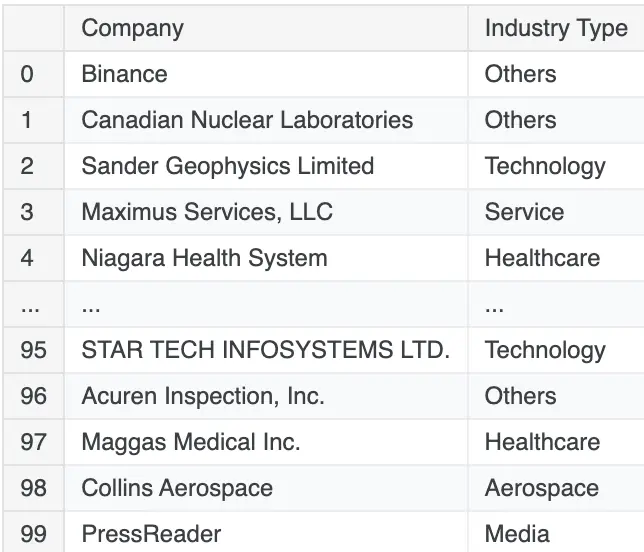 Company Industry Type
0 Binance Others
1 Canadian Nuclear Laboratories Others
2 Sander Geophysics Limited Technology
3 Maximus Services, LLC Service
4 Niagara Health System Healthcare
... ... ...
95 STAR TECH INFOSYSTEMS LTD. Technology
96 Acuren Inspection, Inc. Others
97 Maggas Medical Inc. Healthcare
98 Collins Aerospace Aerospace
99 PressReader Media